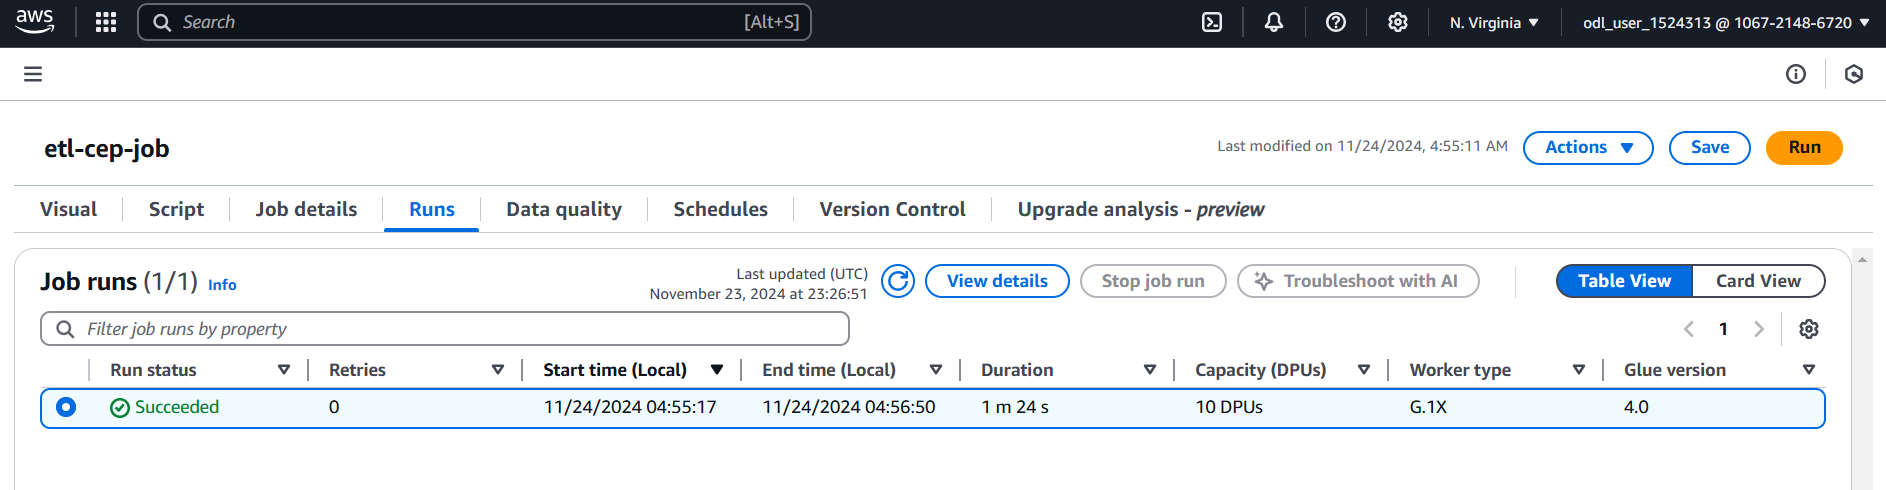 aws Search [Alt+S] N. Virginia ▼ odl_user_1524313 @ 1067-2148-6720 ▼
etl-cep-job
Last modified on 11/24/2024, 4:55:11 AM Actions ▼ Save Run
Visual Script Job details Runs Data quality Schedules Version Control Upgrade analysis - preview
Job runs (1/1) Info
Last updated (UTC)
November 23, 2024 at 23:26:51
View details Stop job run Troubleshoot with AI Table View Card View
Filter job runs by property
1
Run status Retries Start time (Local) End time (Local) Duration Capacity (DPUs) Worker type Glue version
Succeeded 0 11/24/2024 04:55:17 11/24/2024 04:56:50 1 m 24 s 10 DPUs G.1X 4.0